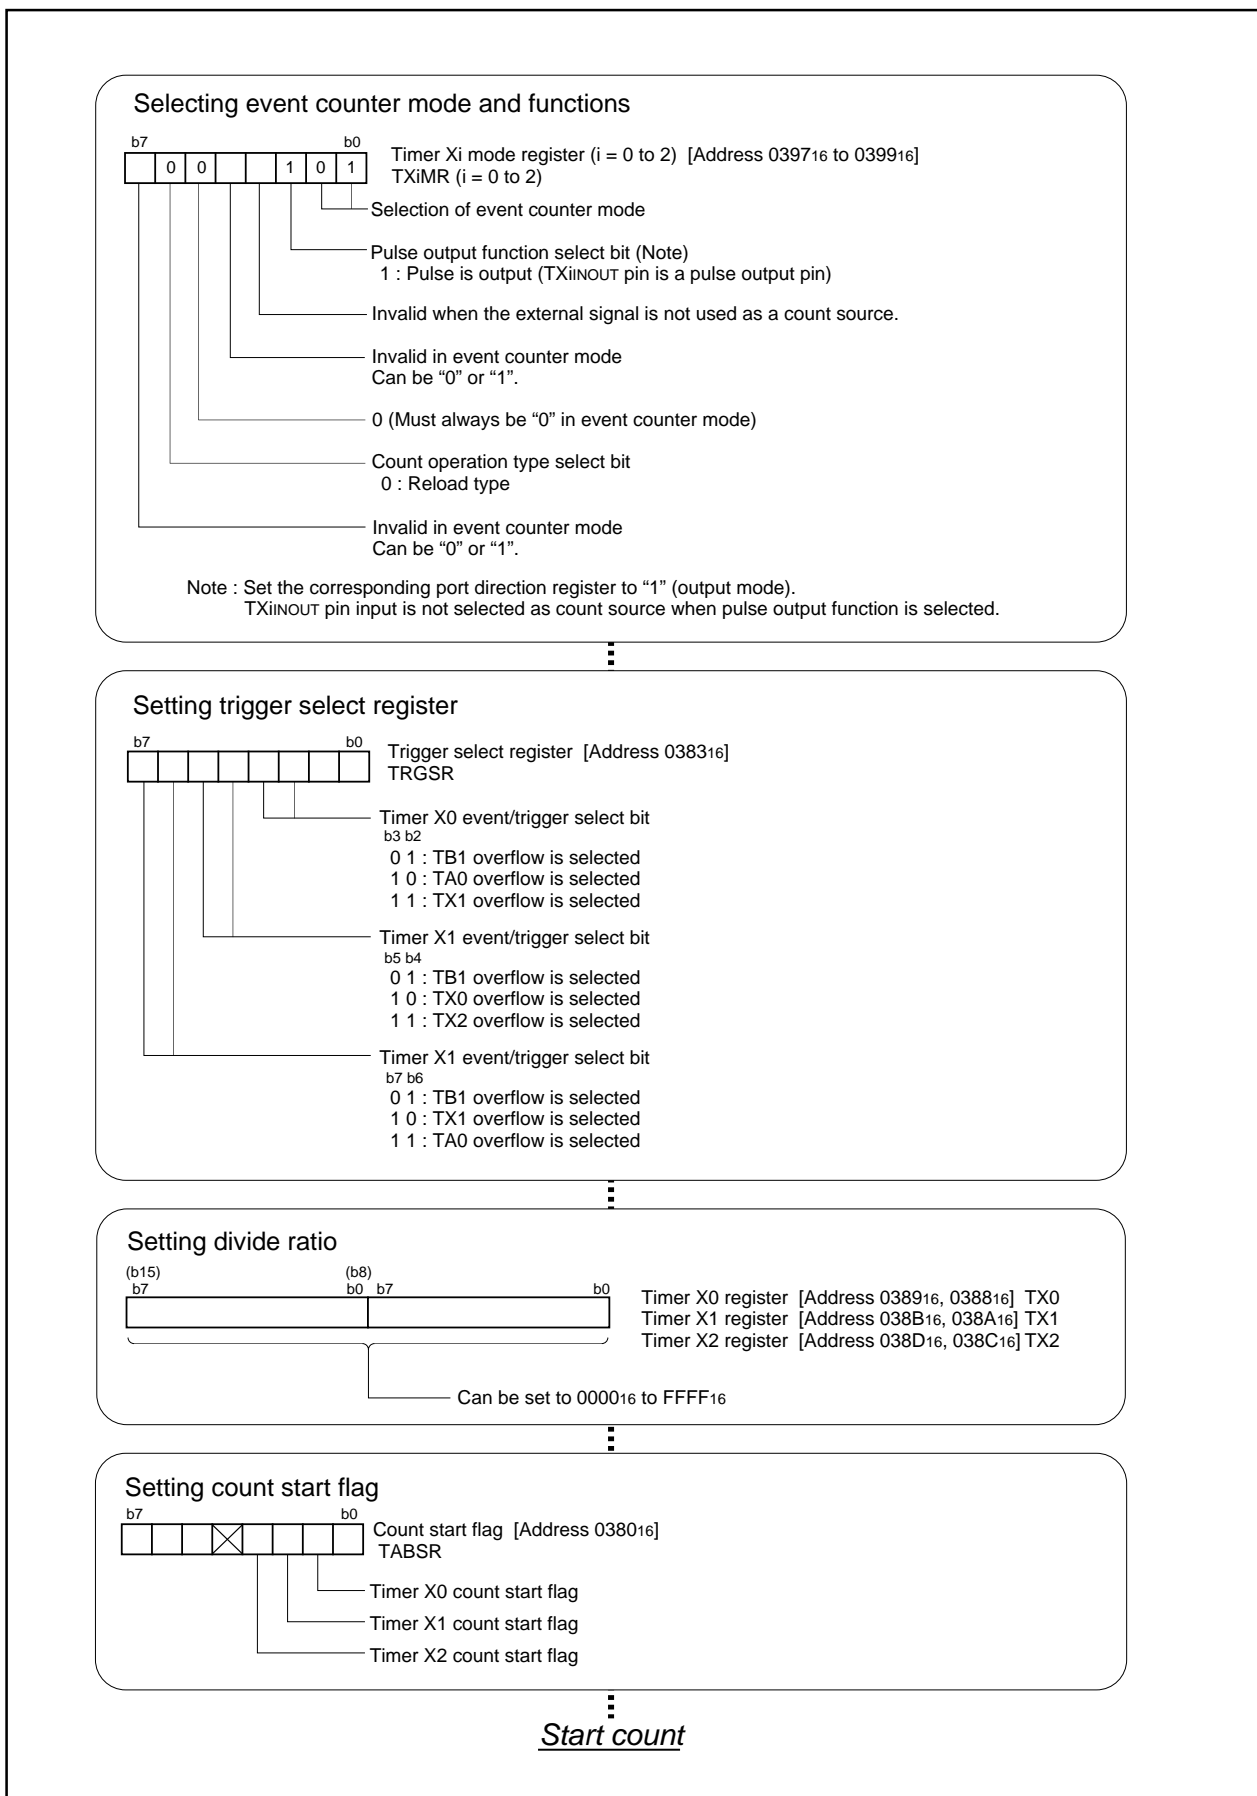 Selecting event counter mode and functions
b7 b0
0 0 1 0 1
Timer Xi mode register (i = 0 to 2) [Address 039716 to 039916]
TXiMR (i = 0 to 2)
Selection of event counter mode
Pulse output function select bit (Note)
1 : Pulse is output (TXiINOUT pin is a pulse output pin)
Invalid when the external signal is not used as a count source.
Invalid in event counter mode
Can be “0” or “1”.
0 (Must always be “0” in event counter mode)
Count operation type select bit
0 : Reload type
Invalid in event counter mode
Can be “0” or “1”.
Note : Set the corresponding port direction register to “1” (output mode).
TXiINOUT pin input is not selected as count source when pulse output function is selected.
Setting trigger select register
b7 b0
Trigger select register [Address 038316]
TRGSR
Timer X0 event/trigger select bit
b3 b2
0 1 : TB1 overflow is selected
1 0 : TA0 overflow is selected
1 1 : TX1 overflow is selected
Timer X1 event/trigger select bit
b5 b4
0 1 : TB1 overflow is selected
1 0 : TX0 overflow is selected
1 1 : TX2 overflow is selected
Timer X1 event/trigger select bit
b7 b6
0 1 : TB1 overflow is selected
1 0 : TX1 overflow is selected
1 1 : TA0 overflow is selected
Setting divide ratio
(b15) (b8)
b7 b0 b7 b0
Timer X0 register [Address 038916, 038816] TX0
Timer X1 register [Address 038B16, 038A16] TX1
Timer X2 register [Address 038D16, 038C16] TX2
Can be set to 000016 to FFFF16
Setting count start flag
b7 b0
Count start flag [Address 038016]
TABSR
Timer X0 count start flag
Timer X1 count start flag
Timer X2 count start flag
Start count